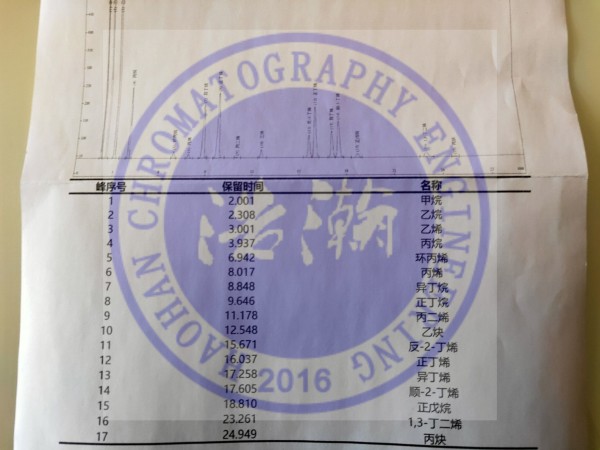 HAOHAN CHROMATOGRAPHY ENGINEERING
浩瀚
2016
峰序号 保留时间 名称
1 2.001 甲烷
2 2.308 乙烷
3 3.001 乙烯
4 3.937 丙烷
5 6.942 环丙烷
6 8.017 丙烯
7 8.848 异丁烷
8 9.646 正丁烷
9 11.178 丙二烯
10 12.548 乙炔
11 15.671 反-2-丁烯
12 16.037 正丁烯
13 17.258 异丁烯
14 17.605 顺-2-丁烯
15 18.810 正戊烷
16 23.261 1,3-丁二烯
17 24.949 丙炔